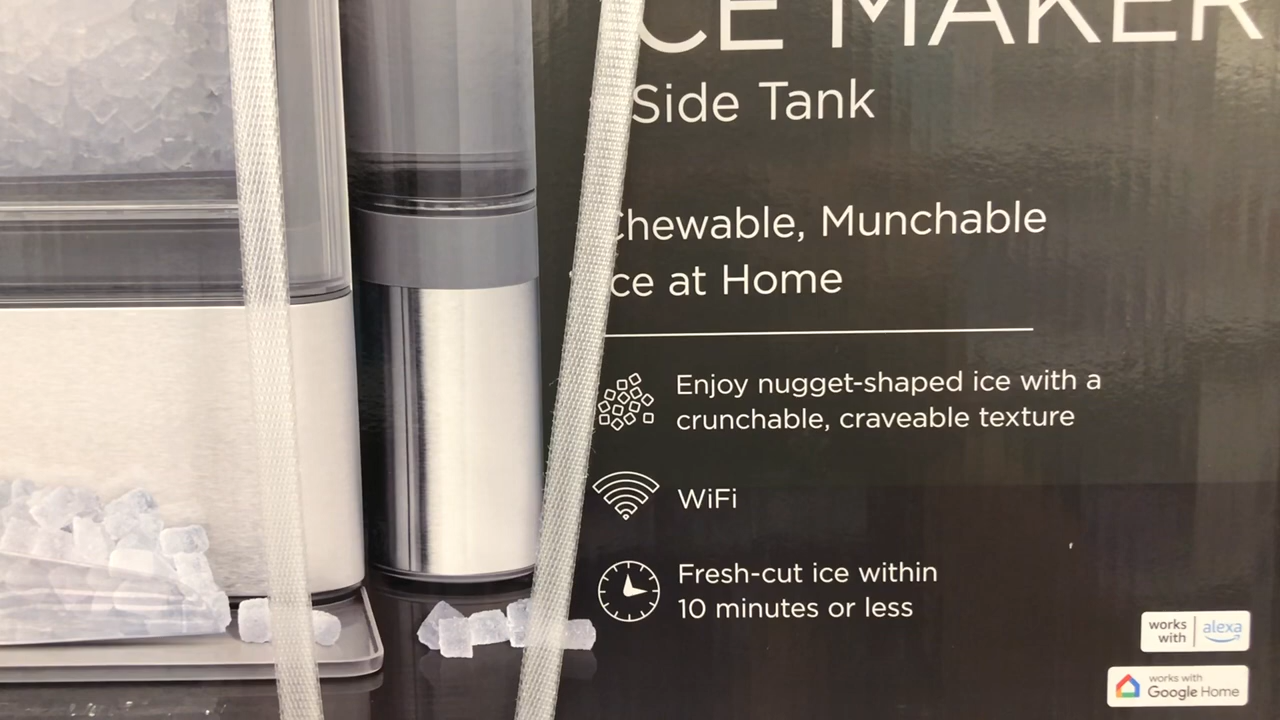 CE MAKER
Side Tank
Chewable, Munchable
ce at Home
Enjoy nugget-shaped ice with a
crunchable, craveable texture
WiFi
Fresh-cut ice within
10 minutes or less
works with alexa
works with
Google Home